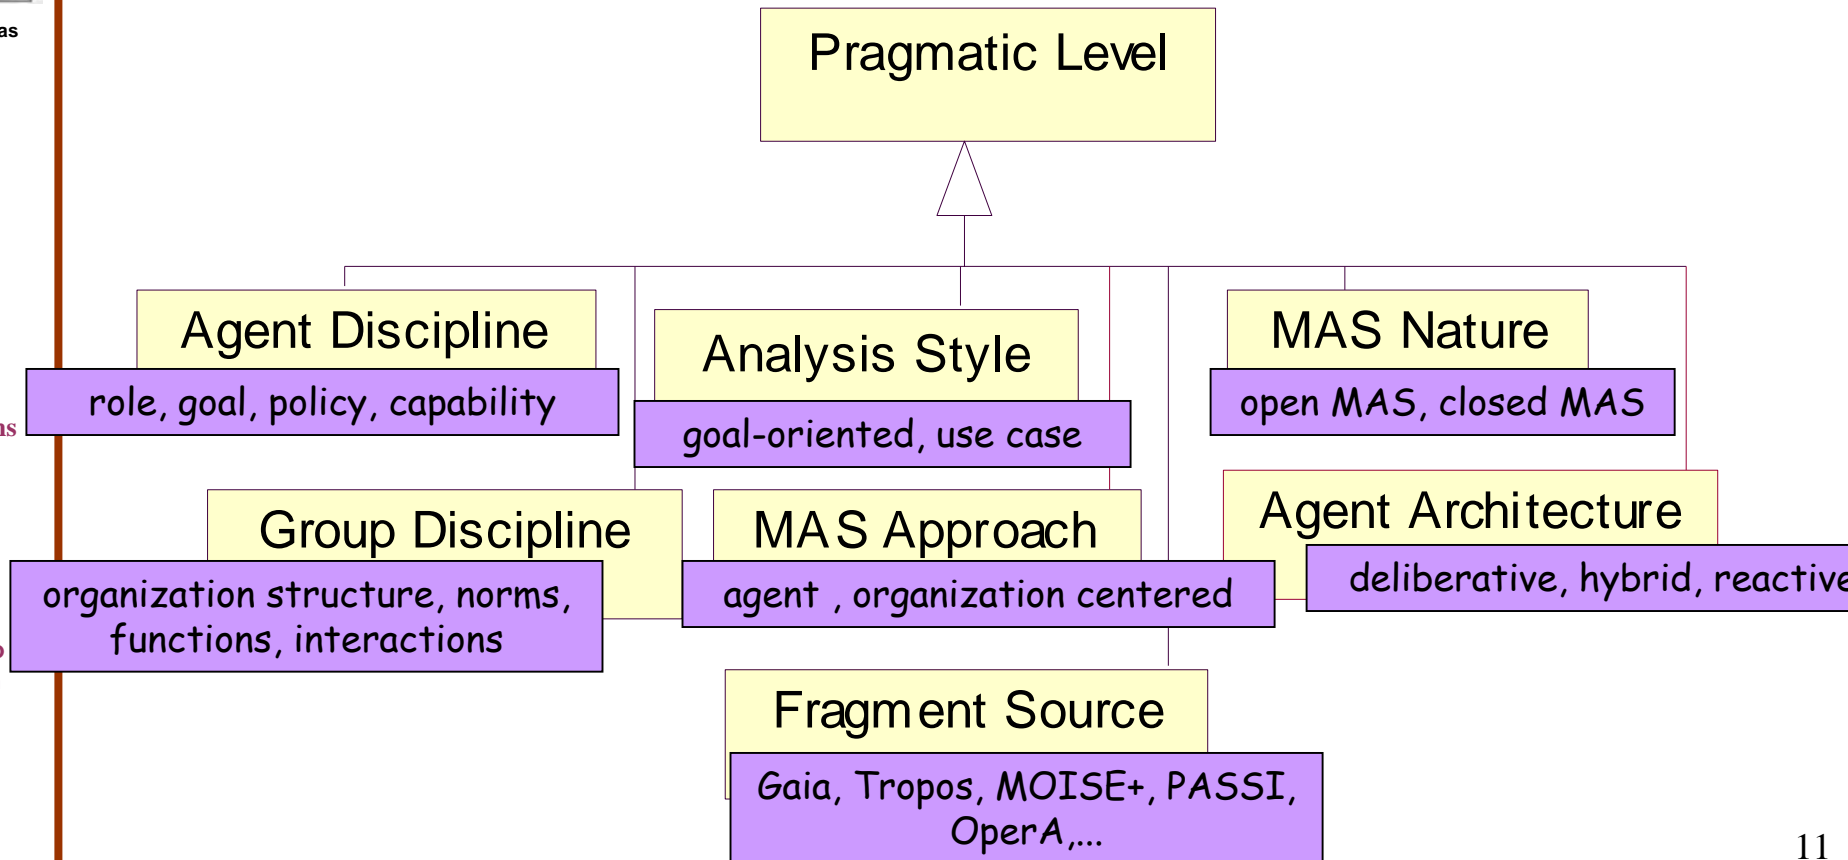 as
Pragmatic Level
Agent Discipline
role, goal, policy, capability
Analysis Style
goal-oriented, use case
MAS Nature
open MAS, closed MAS
ns
Group Discipline
organization structure, norms,
functions, interactions
MAS Approach
agent , organization centered
Agent Architecture
deliberative, hybrid, reactive
Fragment Source
Gaia, Tropos, MOISE+, PASSI,
OperA,...
11